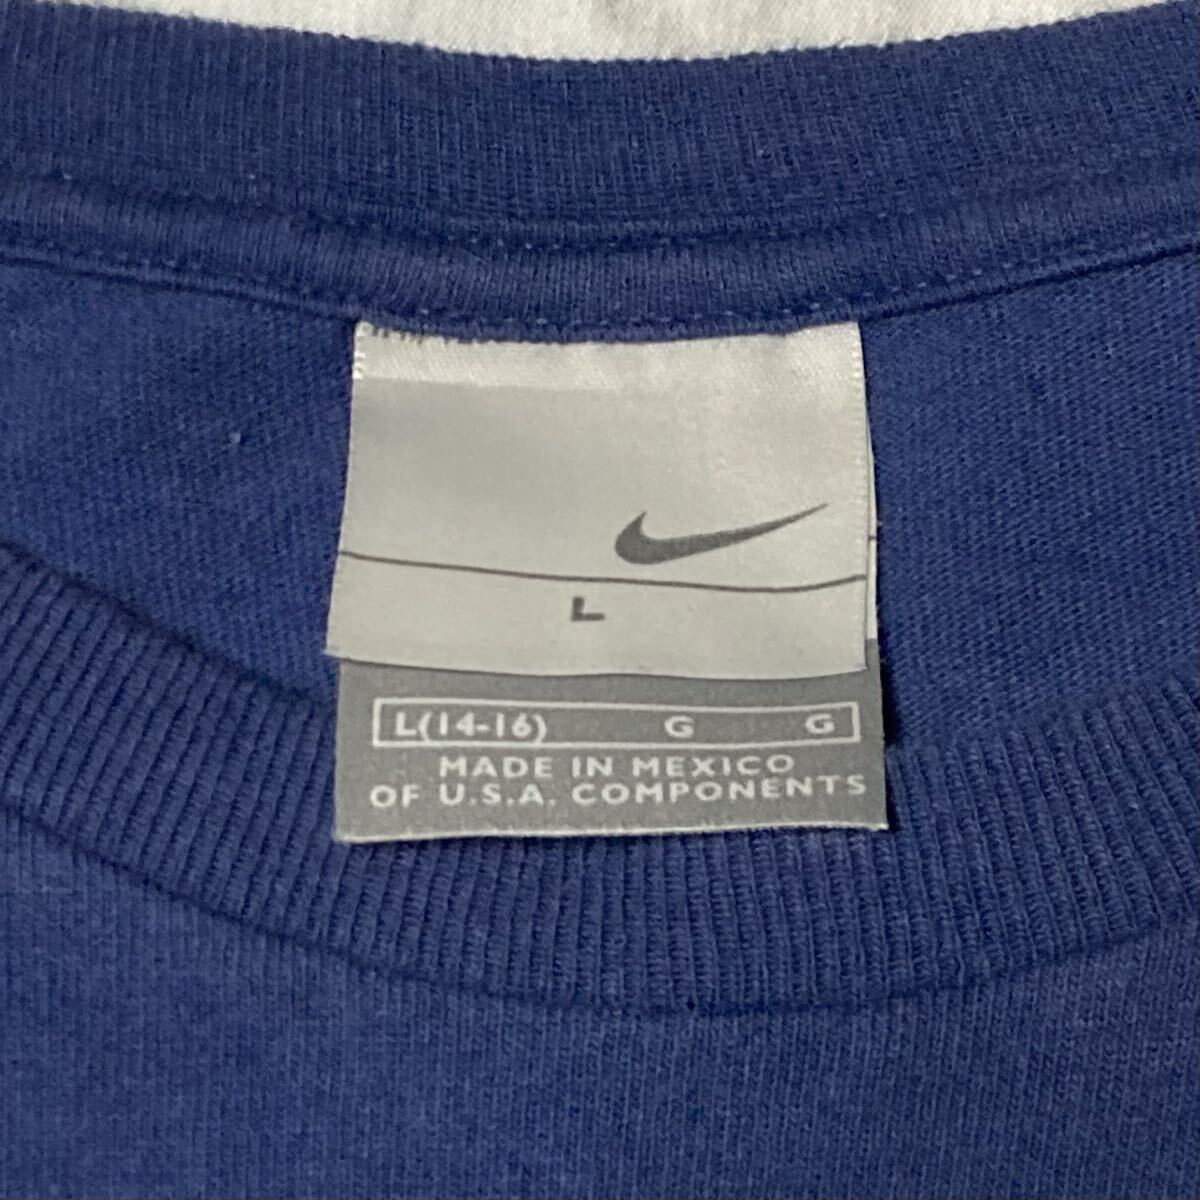 L
L(14-16) G G
MADE IN MEXICO
OF U.S.A. COMPONENTS